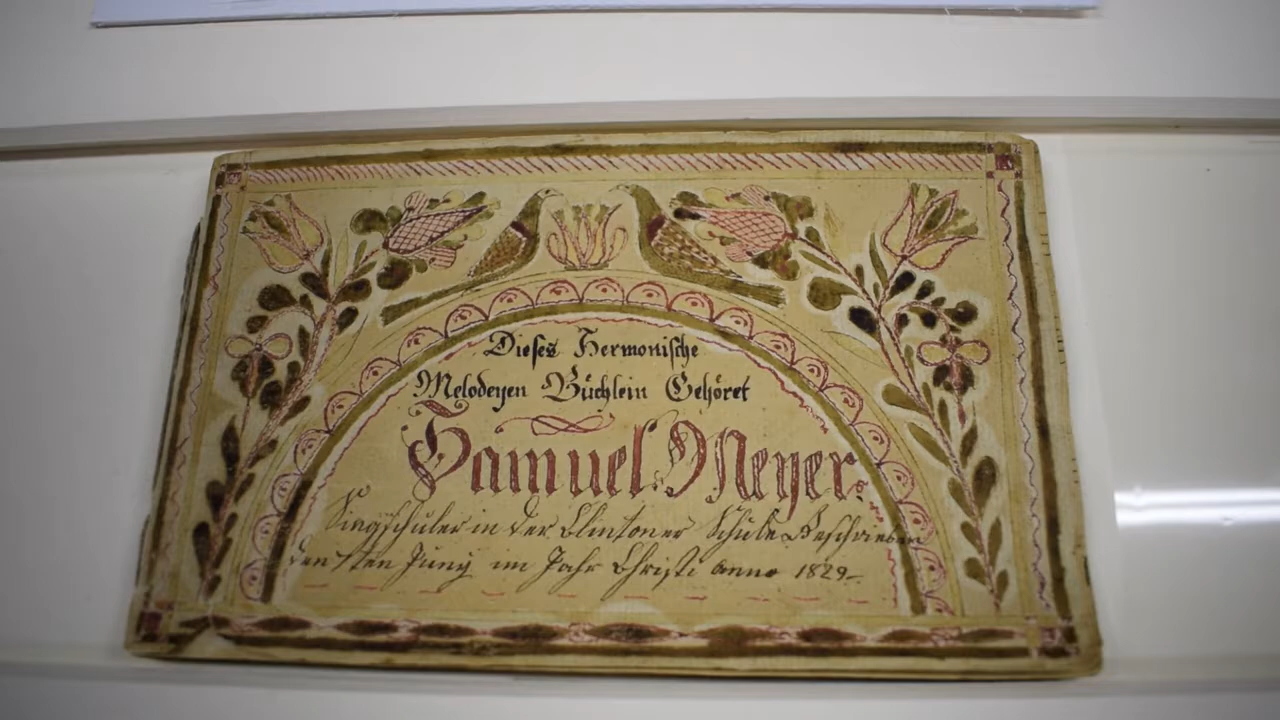 Dieses Hermonische
Melodeyen Büchlein Gehöret
Samuel Meyer
Singschüler in der Clintoner Schule Geschrieben
den 7ten Juny im Jahr Christi anno 1829